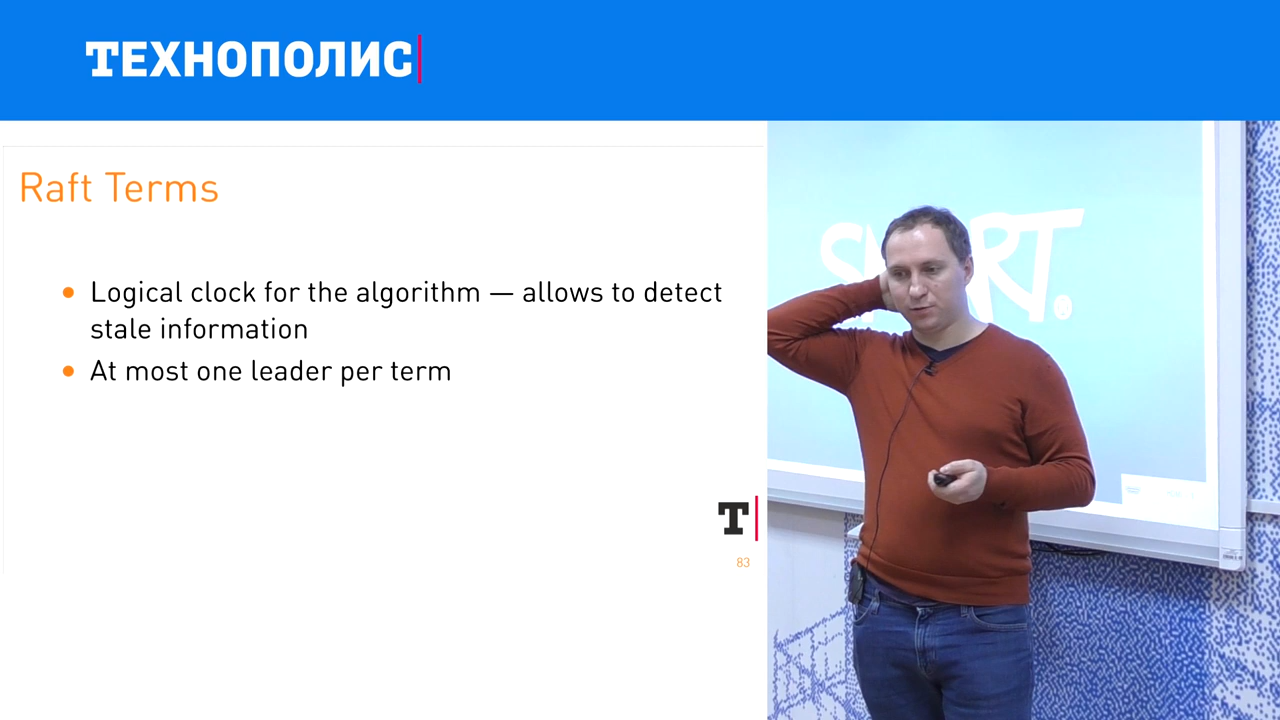 ТЕХНОПОЛИС
Raft Terms
• Logical clock for the algorithm — allows to detect
stale information
• At most one leader per term
T
83
SMART.